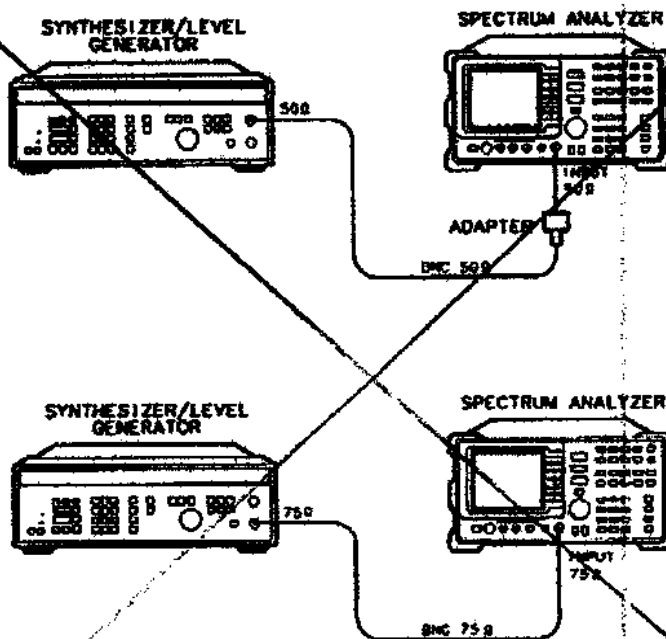 SYNTHESIZER/LEVEL
GENERATOR
SPECTRUM ANALYZER
50Ω
INPUT
50Ω
ADAPTER
BNC 50Ω
SYNTHESIZER/LEVEL
GENERATOR
SPECTRUM ANALYZER
75Ω
INPUT
75Ω
BNC 75Ω